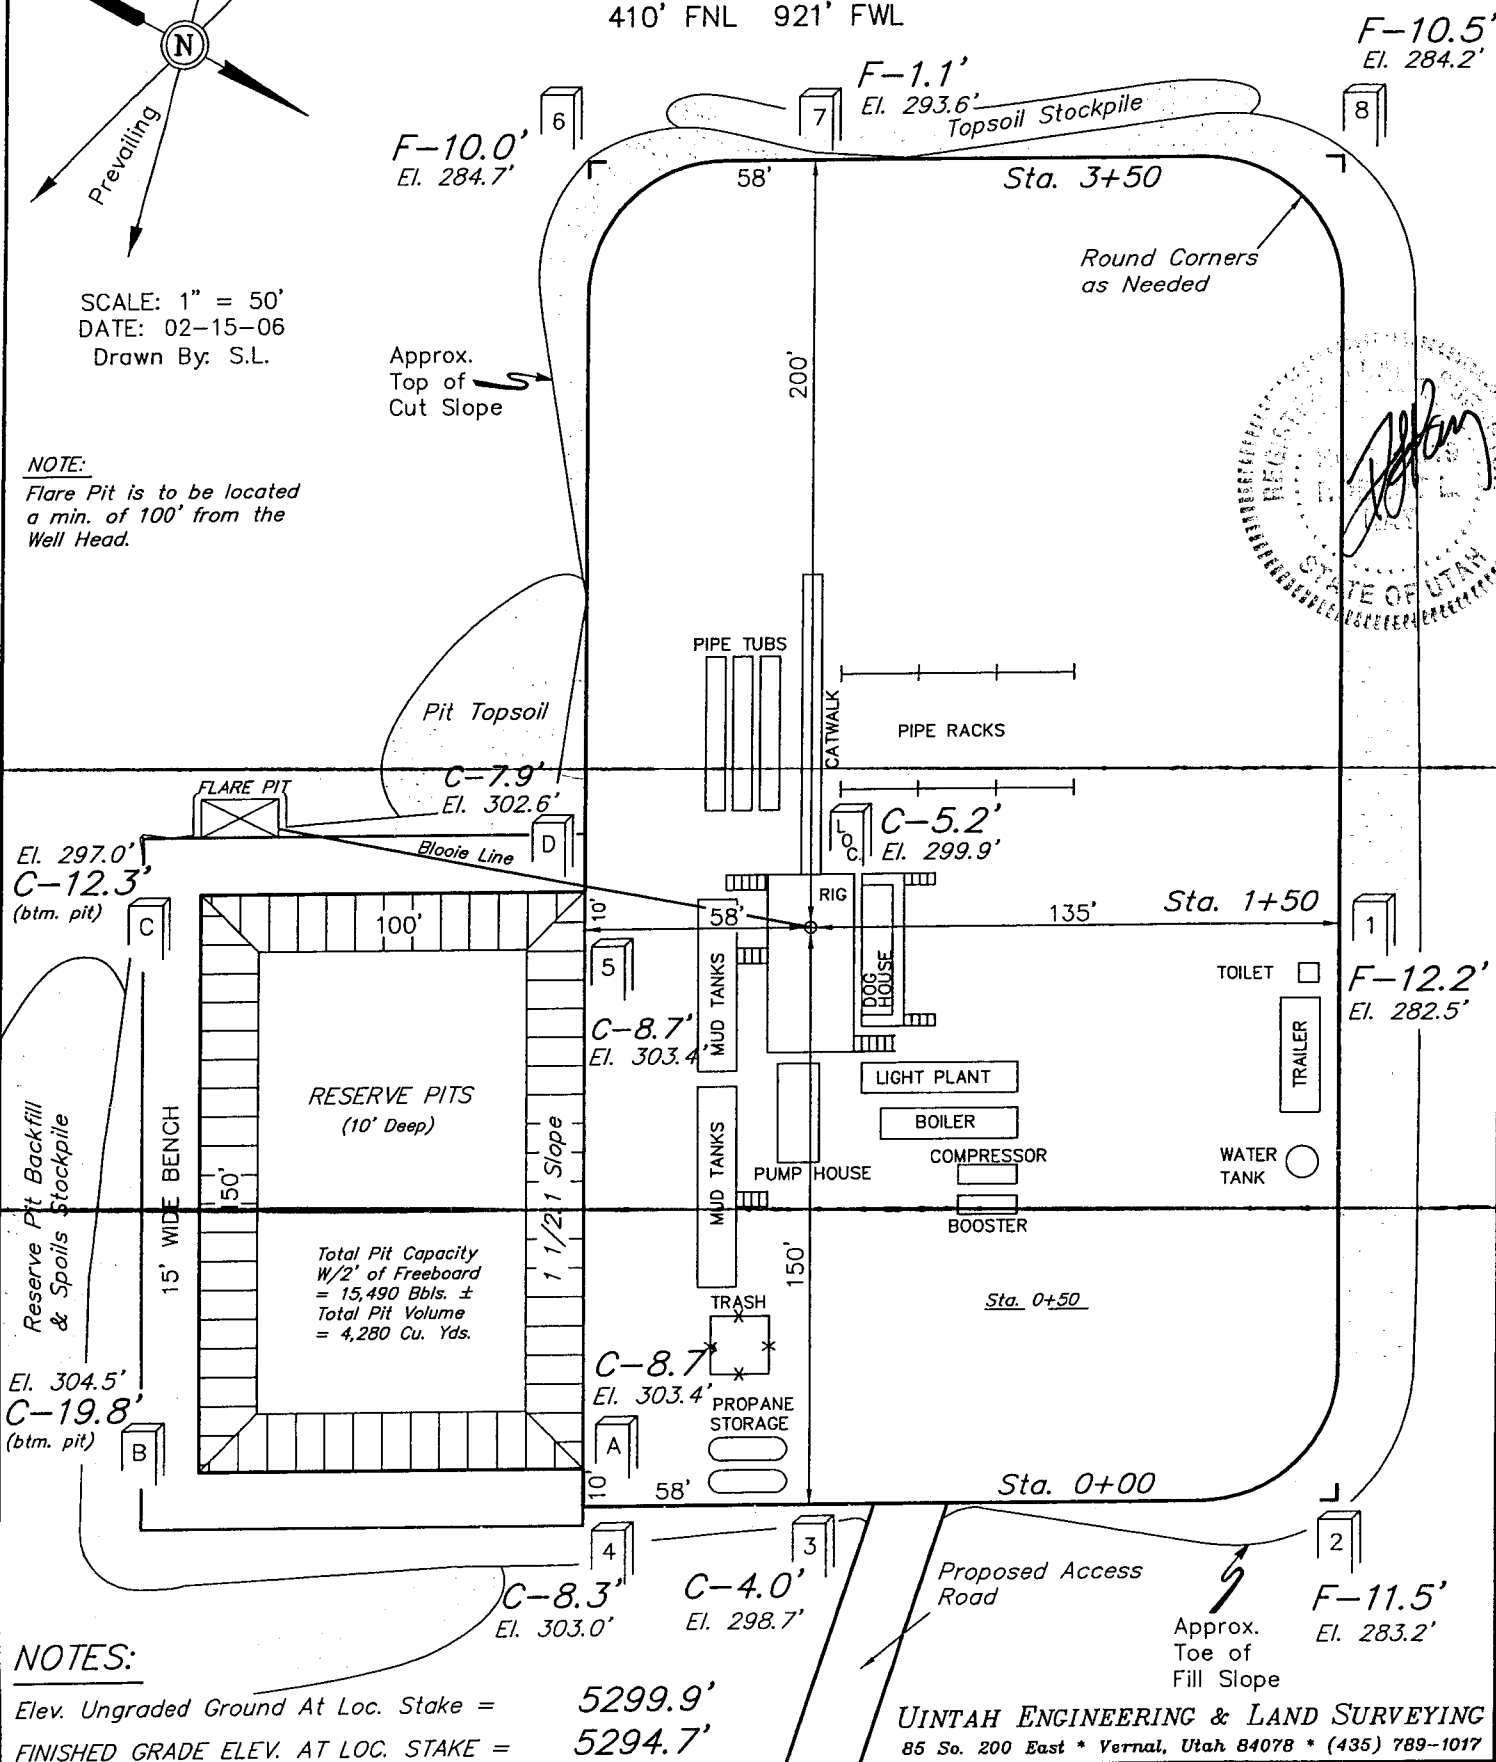 410' FNL 921' FWL
F-10.5'
El. 284.2'
N
Prevailing
F-1.1'
El. 293.6'
Topsoil Stockpile
6
7
8
F-10.0'
El. 284.7'
58'
Sta. 3+50
Round Corners
as Needed
SCALE: 1" = 50'
DATE: 02-15-06
Drawn By: S.L.
Approx.
Top of
Cut Slope
200'
NOTE:
Flare Pit is to be located
a min. of 100' from the
Well Head.
STATE OF UTAH
PIPE TUBS
CATWALK
PIPE RACKS
Pit Topsoil
C-7.9'
El. 302.6'
FLARE PIT
D
Blooie Line
LOC.
C-5.2'
El. 299.9'
El. 297.0'
C-12.3'
(btm. pit)
C
100'
10'
58'
RIG
135'
Sta. 1+50
1
5
DOG HOUSE
TOILET
F-12.2'
El. 282.5'
C-8.7'
El. 303.4'
MUD TANKS
TRAILER
LIGHT PLANT
RESERVE PITS
(10' Deep)
BOILER
Reserve Pit Backfill
& Spoils Stockpile
15' WIDE BENCH
150'
1 1/2:1 Slope
MUD TANKS
PUMP HOUSE
COMPRESSOR
WATER
TANK
BOOSTER
Total Pit Capacity
W/2' of Freeboard
= 15,490 Bbls. ±
Total Pit Volume
= 4,280 Cu. Yds.
150'
TRASH
Sta. 0+50
El. 304.5'
C-19.8'
(btm. pit)
B
C-8.7'
El. 303.4'
PROPANE
STORAGE
A
10'
58'
Sta. 0+00
4
3
2
C-8.3'
El. 303.0'
C-4.0'
El. 298.7'
Proposed Access
Road
F-11.5'
El. 283.2'
Approx.
Toe of
Fill Slope
NOTES:
Elev. Ungraded Ground At Loc. Stake = 5299.9'
FINISHED GRADE ELEV. AT LOC. STAKE = 5294.7'
UINTAH ENGINEERING & LAND SURVEYING
85 So. 200 East * Vernal, Utah 84078 * (435) 789-1017